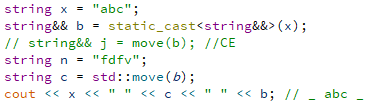 string x = "abc";
string&& b = static_cast<string&&>(x);
// string&& j = move(b); //CE
string n = "fdfv";
string c = std::move(b);
cout << x << " " << c << " " << b; // _ abc _